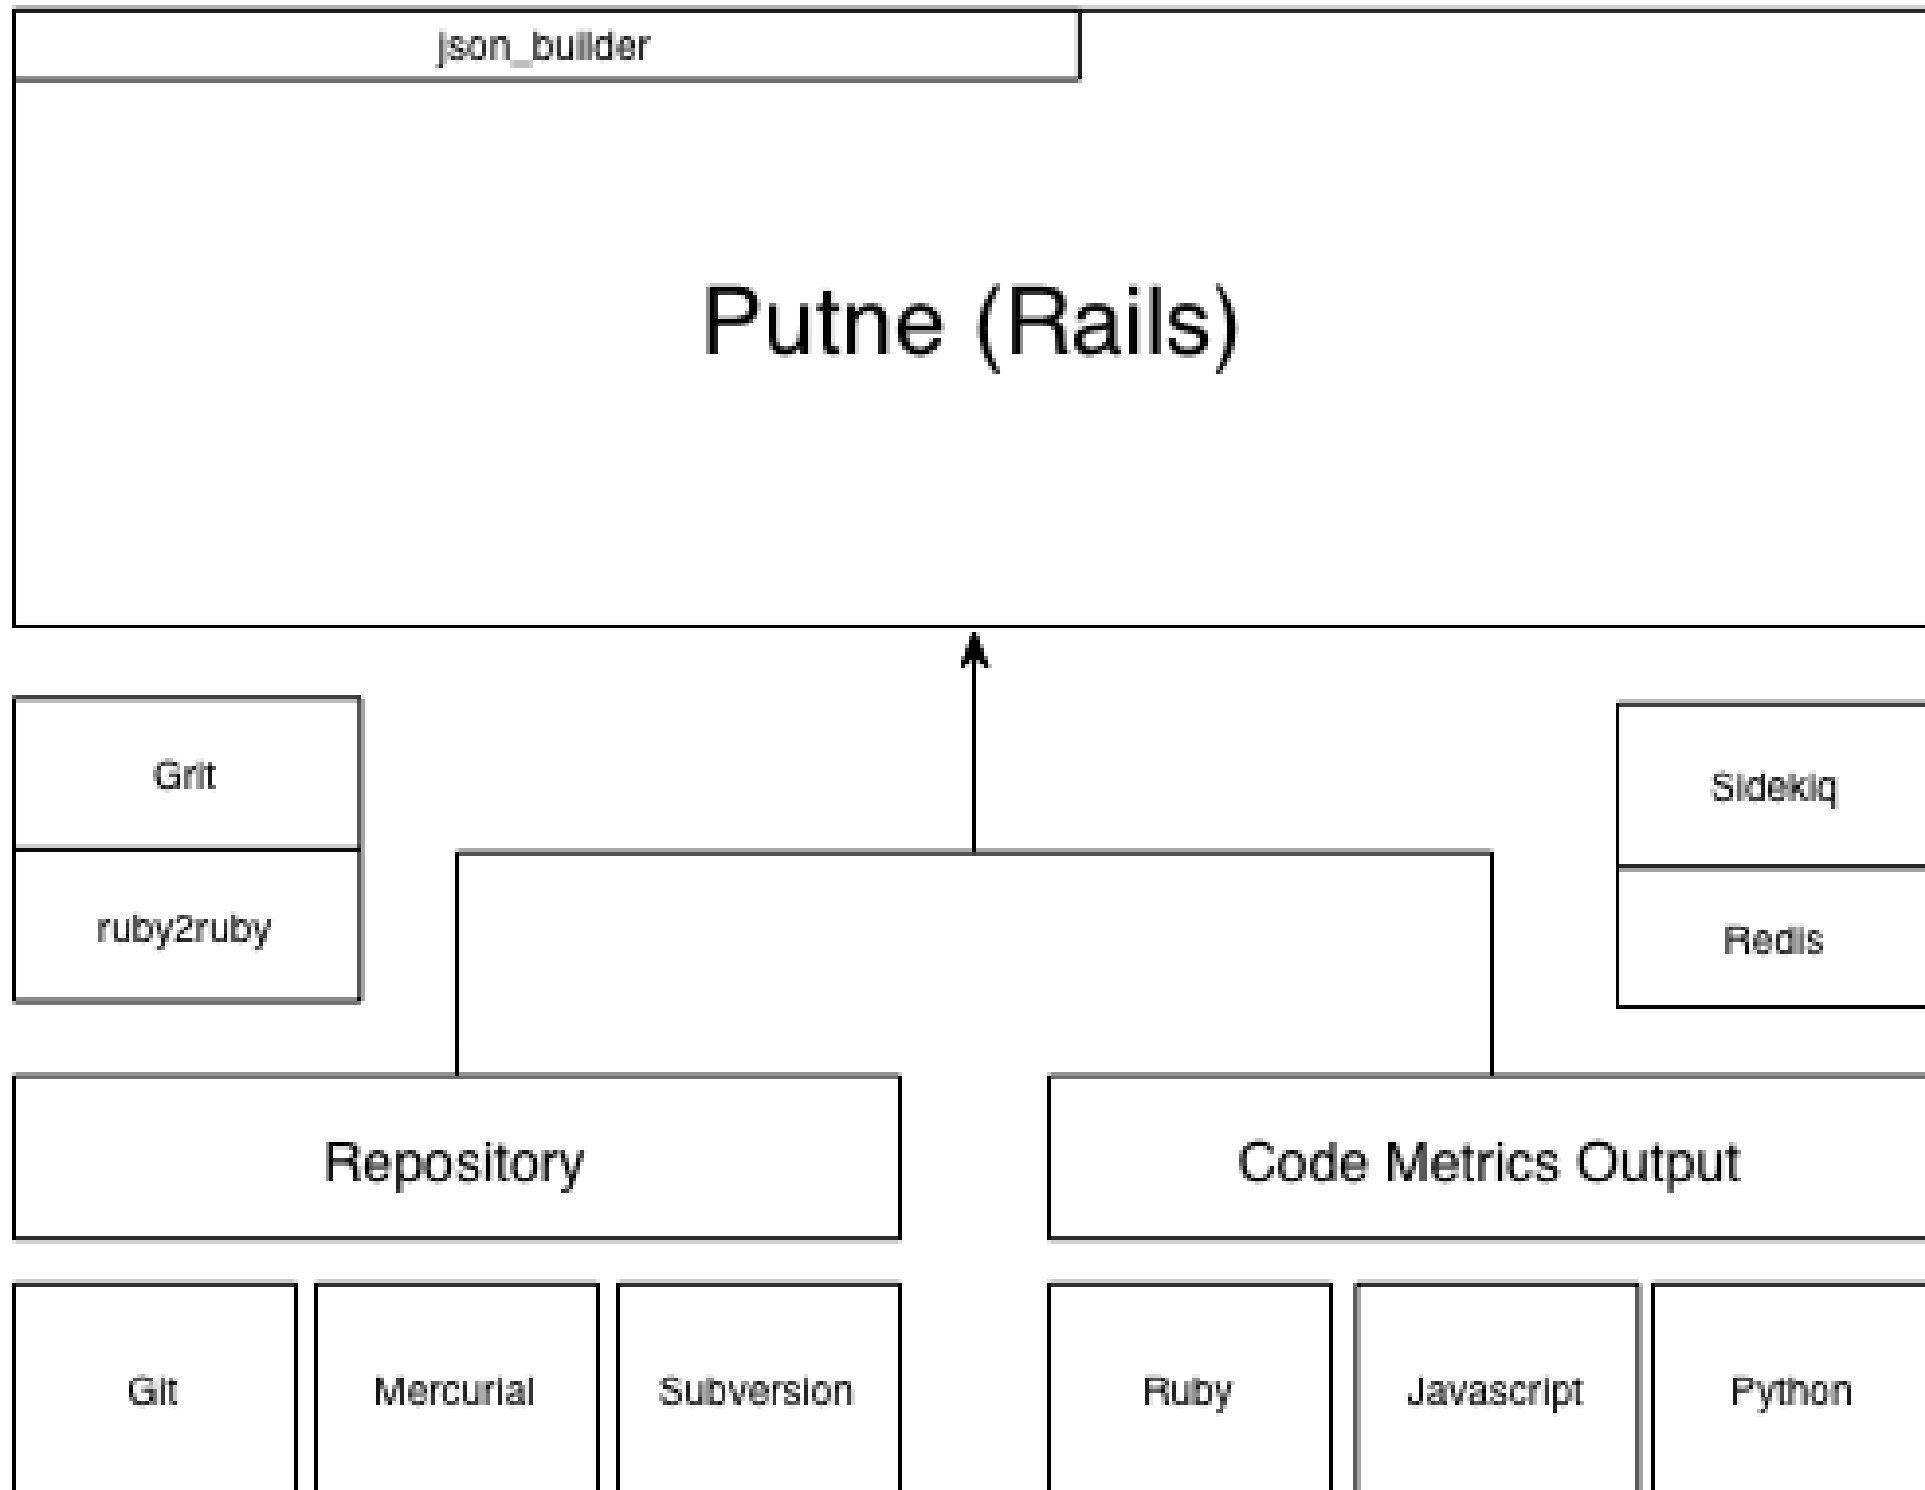 json_builder
Putne (Rails)
Grit
Sidekiq
ruby2ruby
Redis
Repository
Code Metrics Output
Git
Mercurial
Subversion
Ruby
Javascript
Python